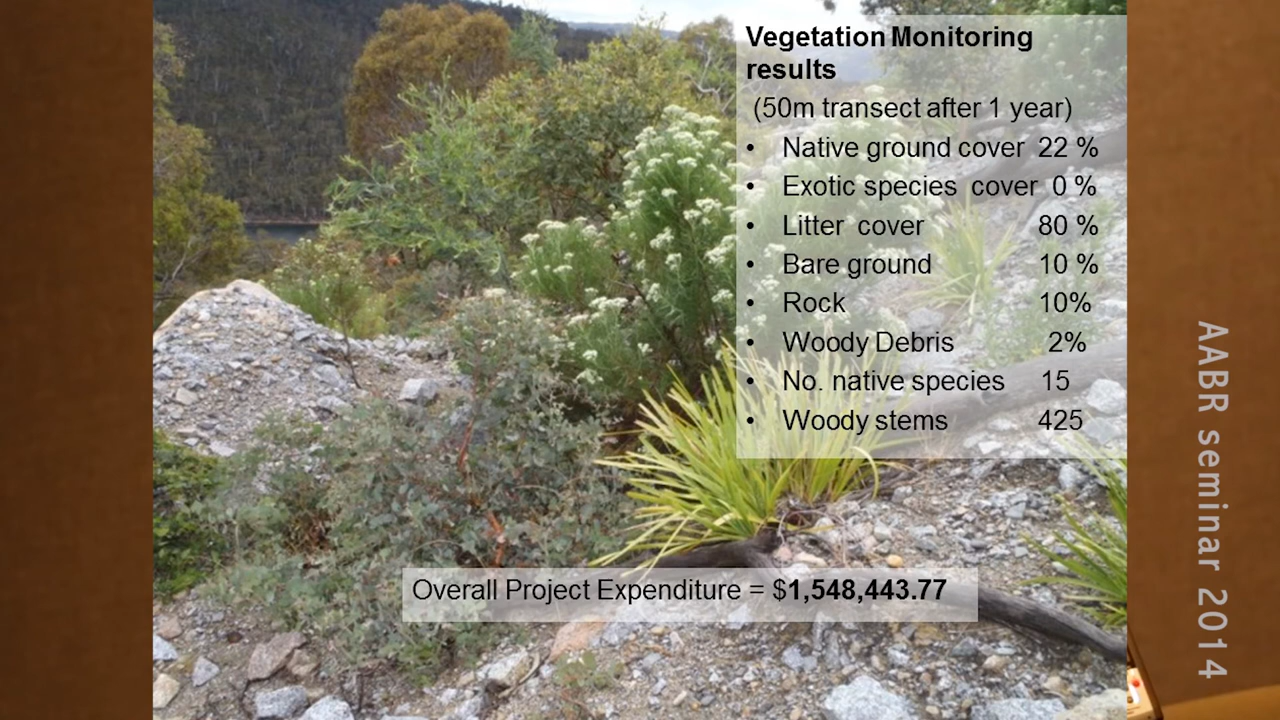 Vegetation Monitoring
results
(50m transect after 1 year)
• Native ground cover 22 %
• Exotic species cover 0 %
• Litter cover 80 %
• Bare ground 10 %
• Rock 10%
• Woody Debris 2%
• No. native species 15
• Woody stems 425
Overall Project Expenditure = $1,548,443.77
AABR seminar 2014